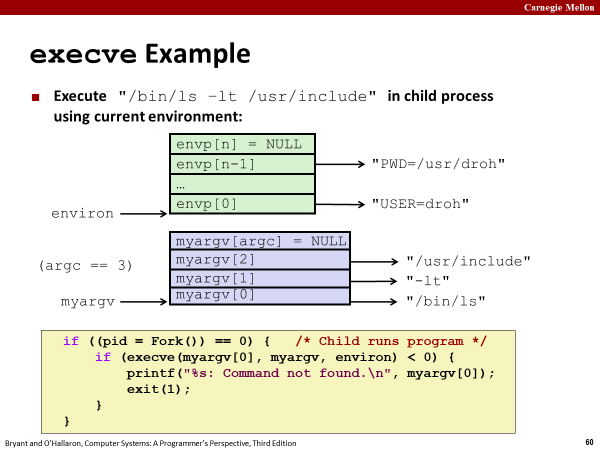 Carnegie Mellon
execve Example
Execute "/bin/ls –lt /usr/include" in child process
using current environment:
envp[n] = NULL
envp[n-1]
"PWD=/usr/droh"
…
envp[0]
"USER=droh"
environ
myargv[argc] = NULL
myargv[2]
"/usr/include"
(argc == 3)
myargv[1]
"-lt"
myargv[0]
"/bin/ls"
myargv
if ((pid = Fork()) == 0) {   /* Child runs program */
    if (execve(myargv[0], myargv, environ) < 0) {
        printf("%s: Command not found.\n", myargv[0]);
        exit(1);
    }
}
Bryant and O'Hallaron, Computer Systems: A Programmer's Perspective, Third Edition
60